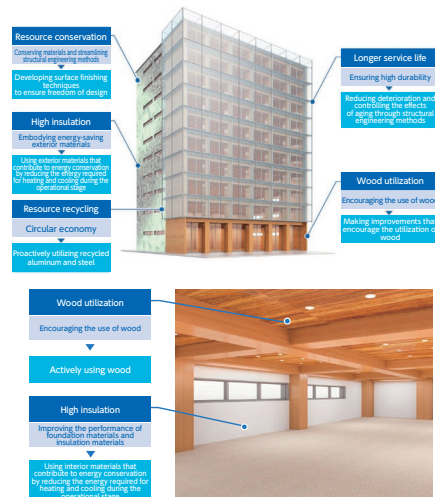 Resource conservation
Conserving materials and streamlining
structural engineering methods
Developing surface finishing
techniques
to ensure freedom of design
High insulation
Embodying energy-saving
exterior materials
Using exterior materials that
contribute to energy conservation
by reducing the energy required
for heating and cooling during the
operational stage
Resource recycling
Circular economy
Proactively utilizing recycled
aluminum and steel
Longer service life
Ensuring high durability
Reducing deterioration and
controlling the effects
of aging through structural
engineering methods
Wood utilization
Encouraging the use of wood
Making improvements that
encourage the utilization of
wood
Wood utilization
Encouraging the use of wood
Actively using wood
High insulation
Improving the performance of
foundation materials and
insulation materials
Using interior materials that
contribute to energy conservation
by reducing the energy required for
heating and cooling during the
operational stage